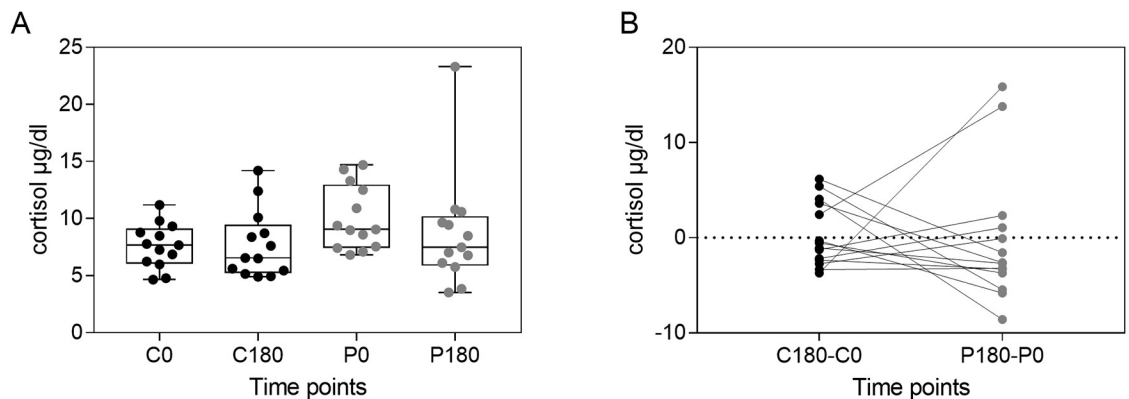 A
cortisol µg/dl
25
20
15
10
5
0
C0 C180 P0 P180
Time points
B
cortisol µg/dl
20
10
0
-10
C180-C0 P180-P0
Time points